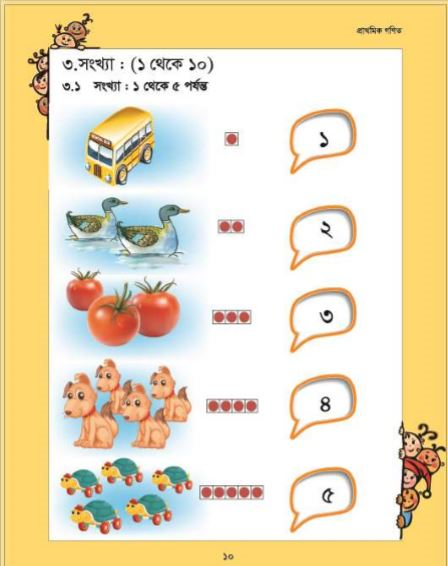 প্রাথমিক গণিত
৩.সংখ্যা : (১ থেকে ১০)
৩.১ সংখ্যা : ১ থেকে ৫ পর্যন্ত
১
২
৩
৪
৫
১০